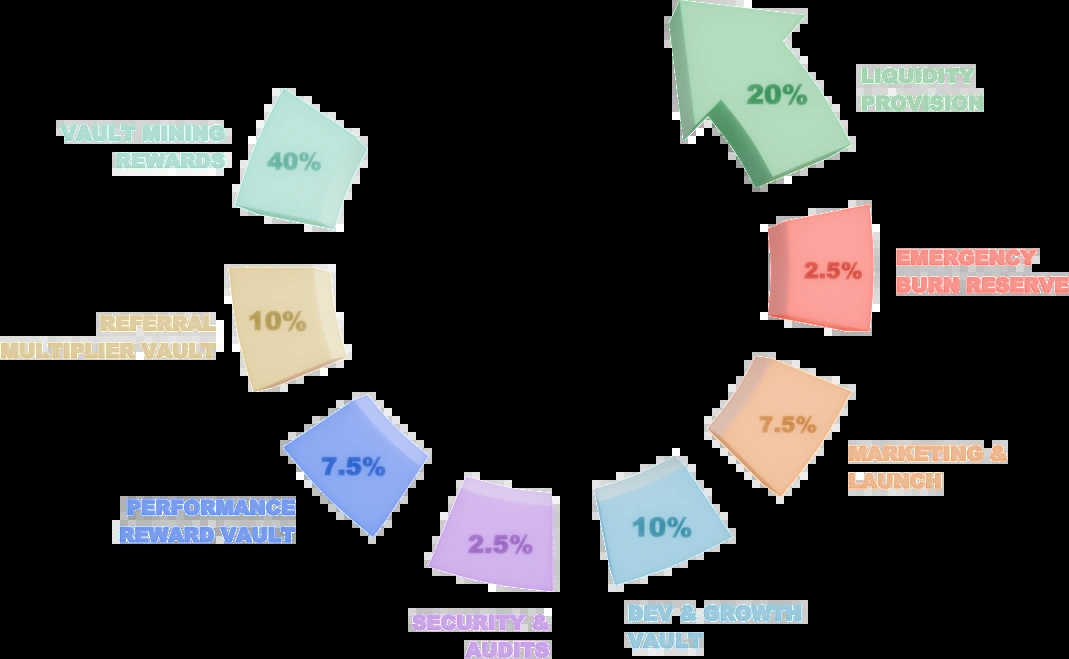 20%
LIQUIDITY
PROVISION
2.5%
EMERGENCY
BURN RESERVE
7.5%
MARKETING &
LAUNCH
10%
DEV & GROWTH
VAULT
2.5%
SECURITY &
AUDITS
7.5%
PERFORMANCE
REWARD VAULT
10%
REFERRAL
MULTIPLIER VAULT
40%
VAULT MINING
REWARDS